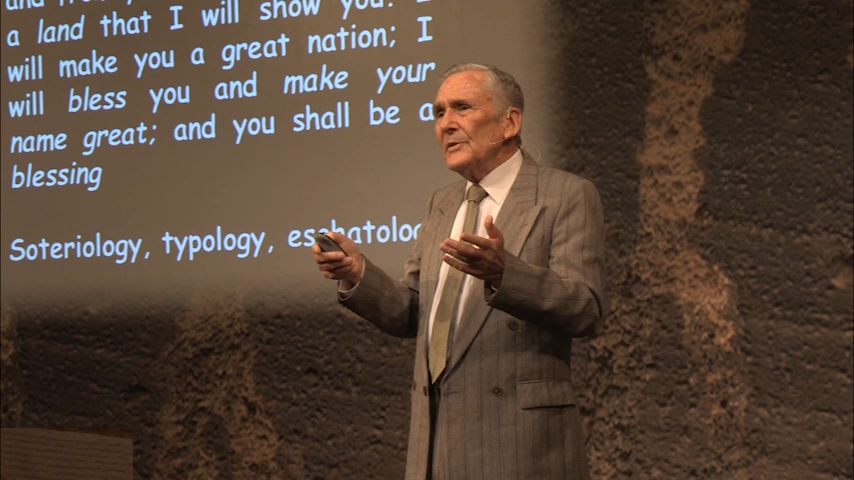 a land that I will show you. I
will make you a great nation; I
will bless you and make your
name great; and you shall be a
blessing
Soteriology, typology,